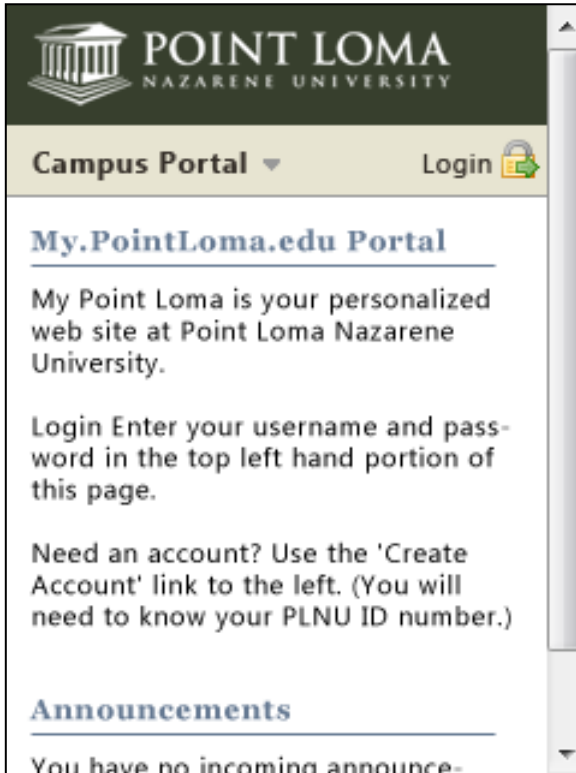 POINT LOMA
NAZARENE UNIVERSITY
Campus Portal
Login
My.PointLoma.edu Portal
My Point Loma is your personalized
web site at Point Loma Nazarene
University.
Login Enter your username and pass-
word in the top left hand portion of
this page.
Need an account? Use the 'Create
Account' link to the left. (You will
need to know your PLNU ID number.)
Announcements
You have no incoming announce-